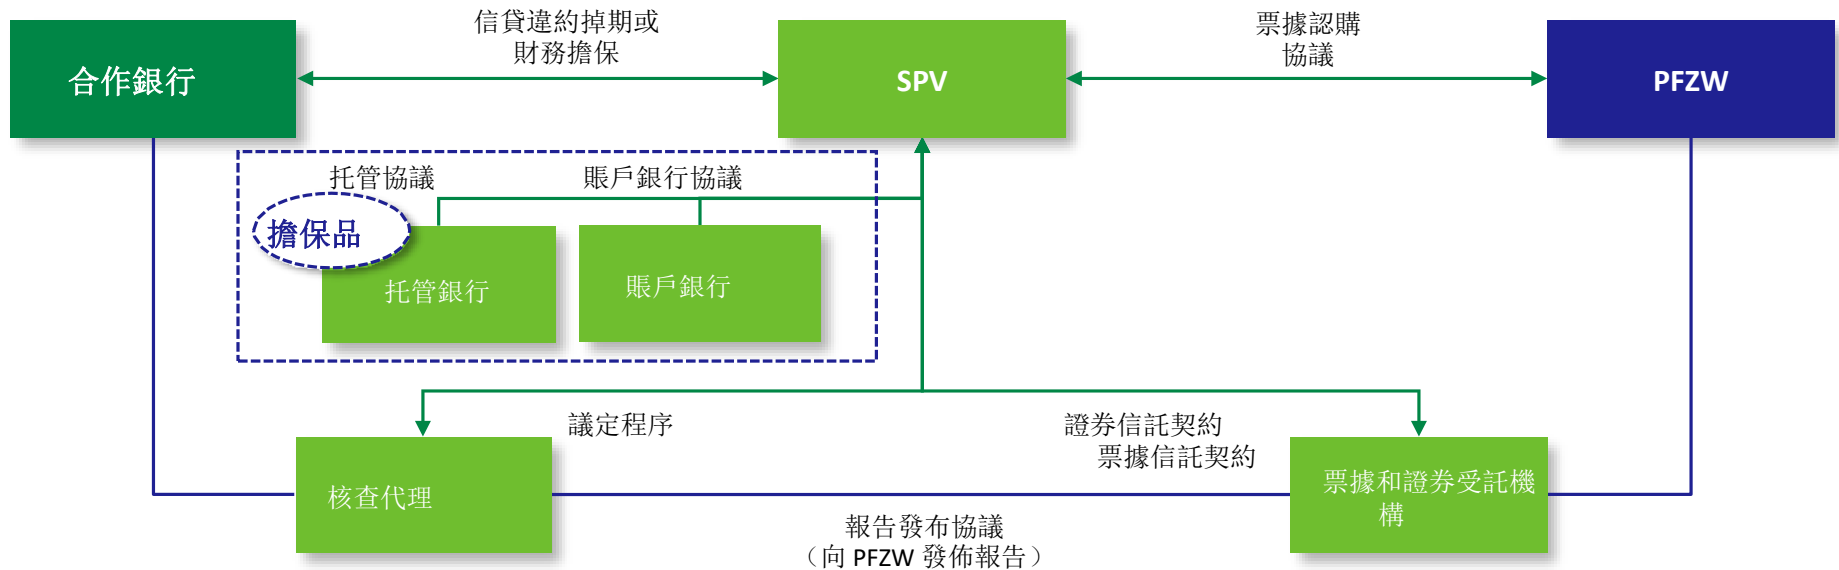 信貸違約掉期或
財務擔保
票據認購
協議
合作銀行
SPV
PFZW
托管協議
賬戶銀行協議
擔保品
托管銀行
賬戶銀行
議定程序
證券信託契約
票據信託契約
核查代理
票據和證券受託機
構
報告發布協議
（向 PFZW 發佈報告）